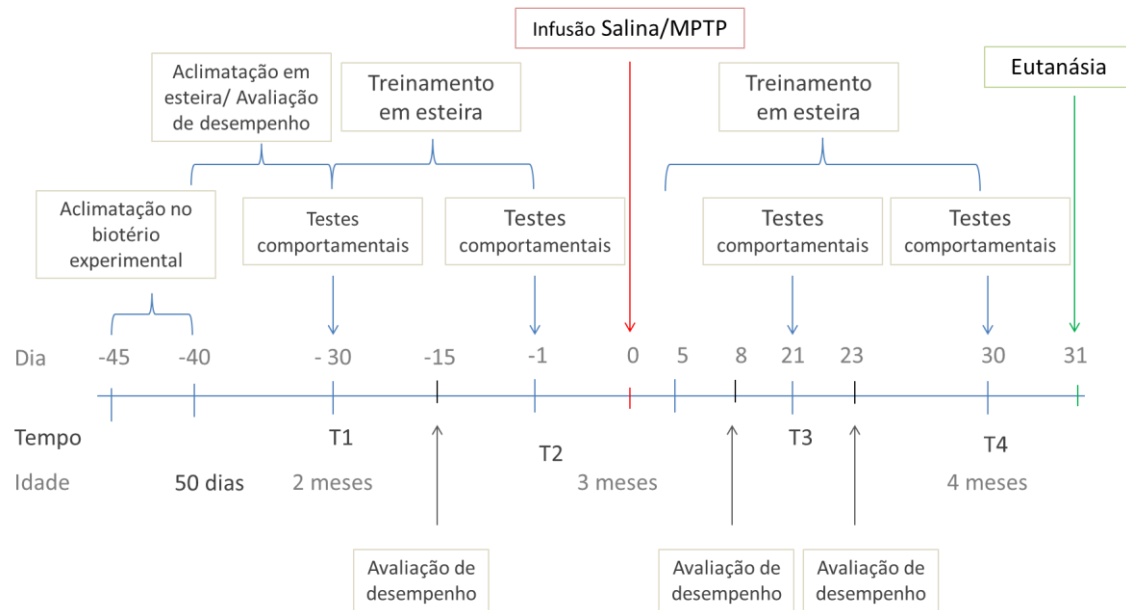 Infusão Salina/MPTP
Eutanásia
Aclimatação em
esteira/ Avaliação
de desempenho
Treinamento
em esteira
Treinamento
em esteira
Aclimatação no
biotério
experimental
Testes
comportamentais
Testes
comportamentais
Testes
comportamentais
Testes
comportamentais
Dia -45 -40 - 30 -15 -1 0 5 8 21 23 30 31
Tempo T1 T2 T3 T4
Idade 50 dias 2 meses 3 meses 4 meses
Avaliação de
desempenho
Avaliação de
desempenho
Avaliação de
desempenho